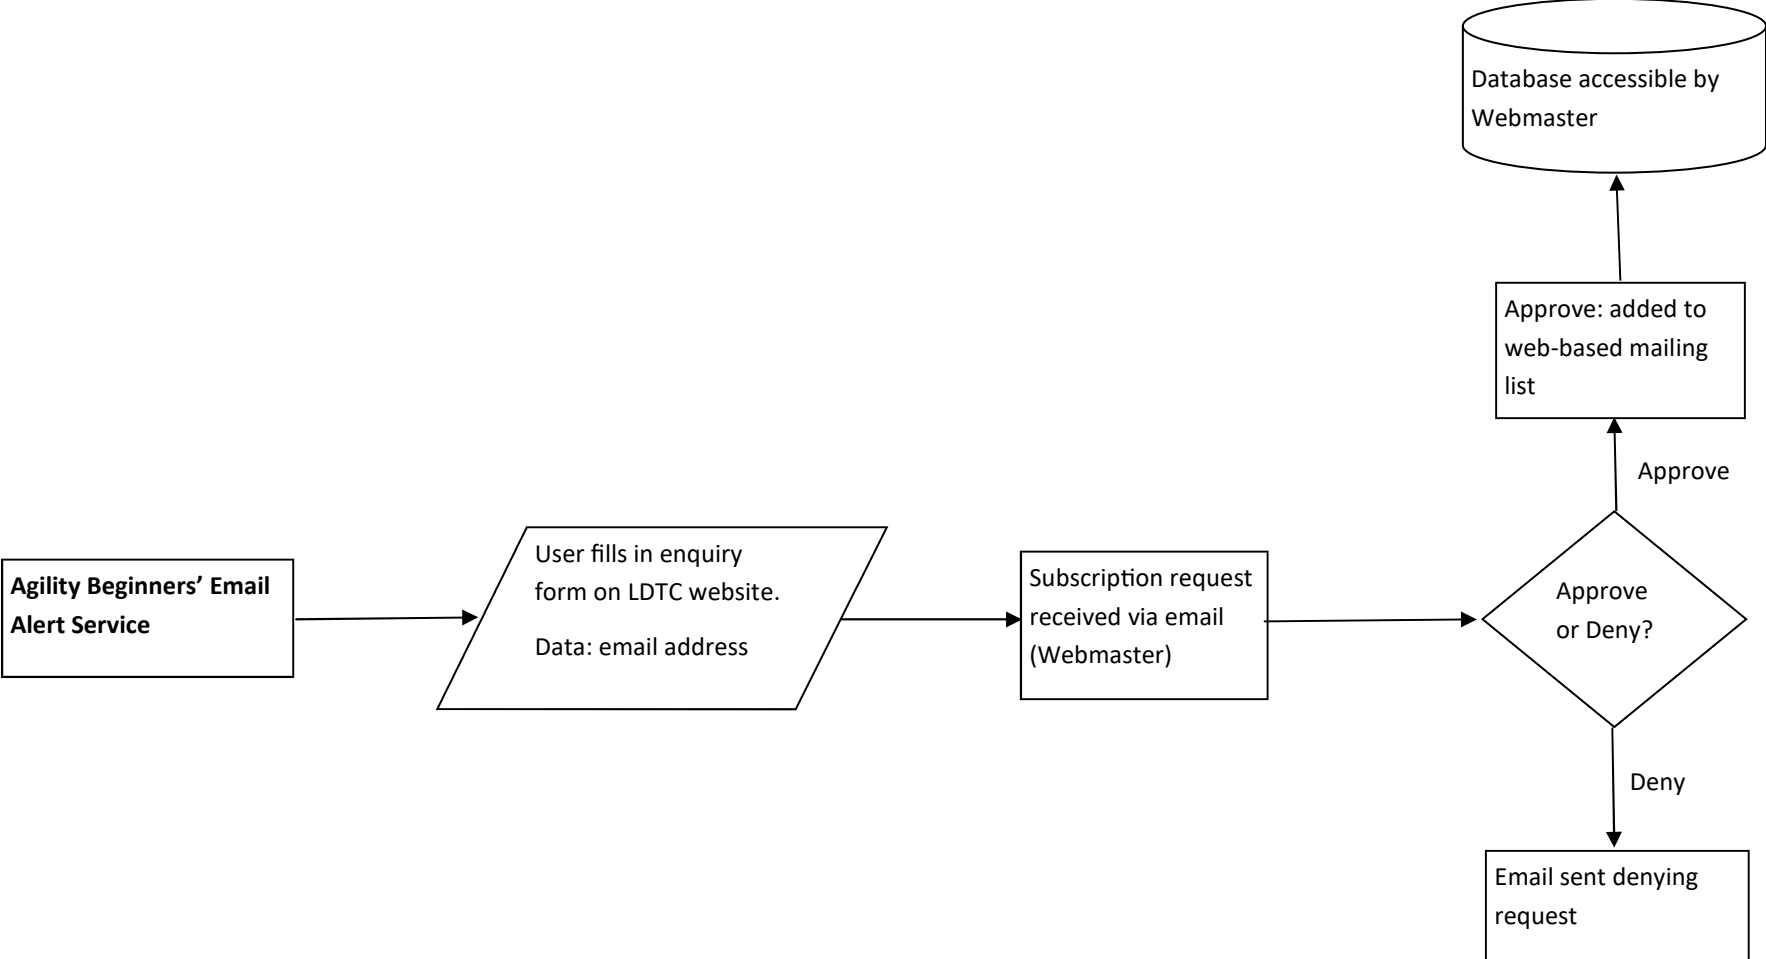 Database accessible by
Webmaster
Approve: added to
web-based mailing
list
Approve
Agility Beginners’ Email
Alert Service
User fills in enquiry
form on LDTC website.
Data: email address
Subscription request
received via email
(Webmaster)
Approve
or Deny?
Deny
Email sent denying
request